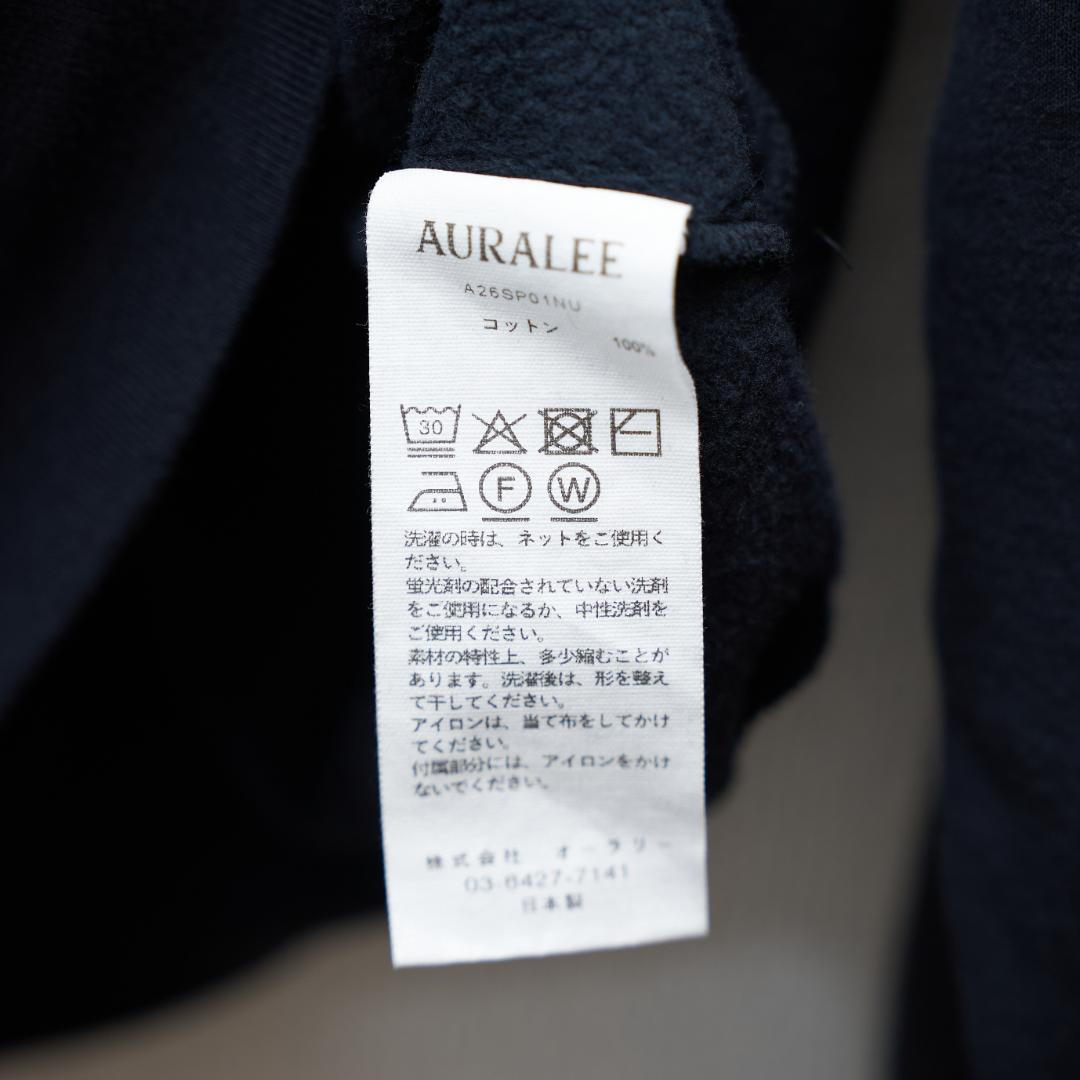 AURALEE
A26SP01NU
コットン 100%
30
F W
洗濯の時は、ネットをご使用く
ださい。
蛍光剤の配合されていない洗剤
をご使用になるか、中性洗剤を
ご使用ください。
素材の特性上、多少縮むことが
あります。洗濯後は、形を整え
て干してください。
アイロンは、当て布をしてかけ
てください。
付属部分には、アイロンをかけ
ないでください。
株式会社 オーラリー
03-6427-7141
日本製